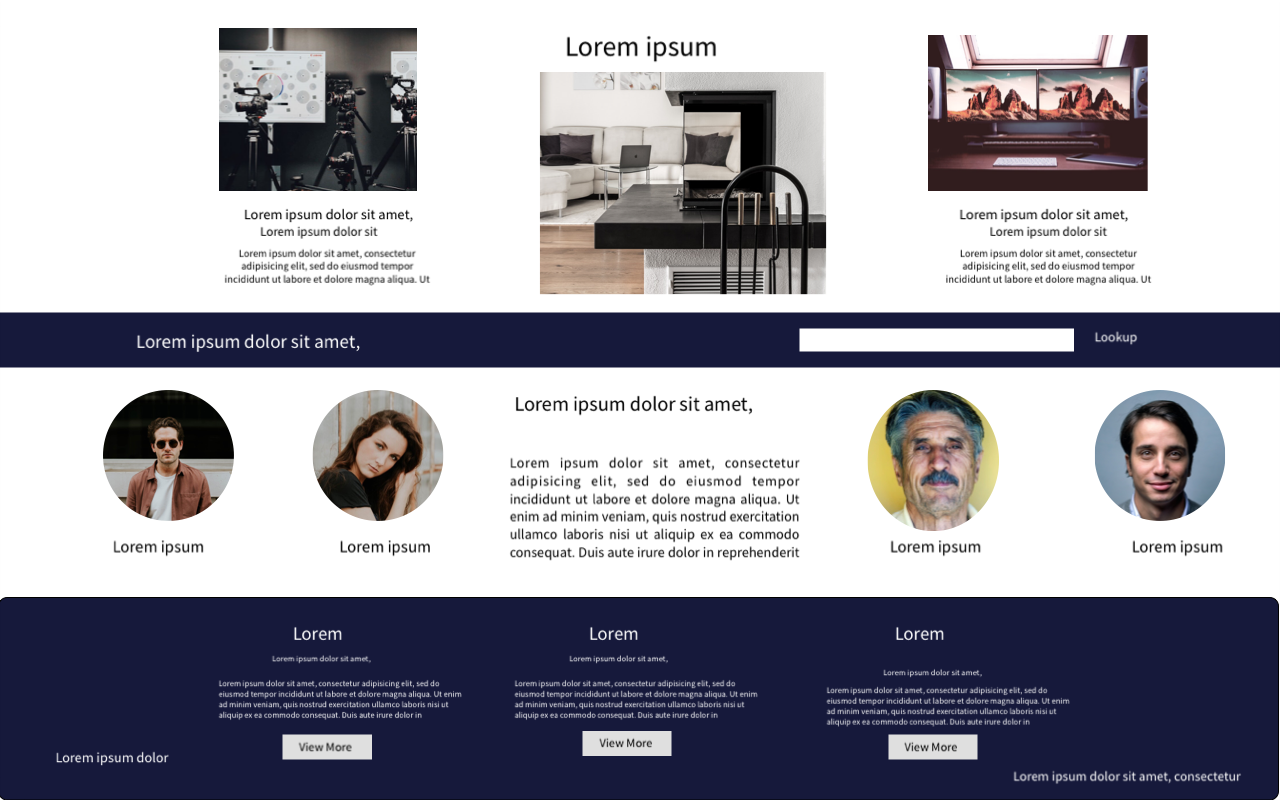 Lorem ipsum
Lorem ipsum dolor sit amet,
Lorem ipsum dolor sit
Lorem ipsum dolor sit amet, consectetur
adipisicing elit, sed do eiusmod tempor
incididunt ut labore et dolore magna aliqua. Ut
Lorem ipsum dolor sit amet,
Lorem ipsum dolor sit
Lorem ipsum dolor sit amet, consectetur
adipisicing elit, sed do eiusmod tempor
incididunt ut labore et dolore magna aliqua. Ut
Lorem ipsum dolor sit amet,
Lookup
Lorem ipsum
Lorem ipsum
Lorem ipsum dolor sit amet,
Lorem ipsum dolor sit amet, consectetur
adipisicing elit, sed do eiusmod tempor
incididunt ut labore et dolore magna aliqua. Ut
enim ad minim veniam, quis nostrud exercitation
ullamco laboris nisi ut aliquip ex ea commodo
consequat. Duis aute irure dolor in reprehenderit
Lorem ipsum
Lorem ipsum
Lorem
Lorem ipsum dolor sit amet,
Lorem ipsum dolor sit amet, consectetur adipisicing elit, sed do
eiusmod tempor incididunt ut labore et dolore magna aliqua. Ut enim
ad minim veniam, quis nostrud exercitation ullamco laboris nisi ut
aliquip ex ea commodo consequat. Duis aute irure dolor in
View More
Lorem
Lorem ipsum dolor sit amet,
Lorem ipsum dolor sit amet, consectetur adipisicing elit, sed do
eiusmod tempor incididunt ut labore et dolore magna aliqua. Ut enim
ad minim veniam, quis nostrud exercitation ullamco laboris nisi ut
aliquip ex ea commodo consequat. Duis aute irure dolor in
View More
Lorem
Lorem ipsum dolor sit amet,
Lorem ipsum dolor sit amet, consectetur adipisicing elit, sed do
eiusmod tempor incididunt ut labore et dolore magna aliqua. Ut enim
ad minim veniam, quis nostrud exercitation ullamco laboris nisi ut
aliquip ex ea commodo consequat. Duis aute irure dolor in
View More
Lorem ipsum dolor
Lorem ipsum dolor sit amet, consectetur